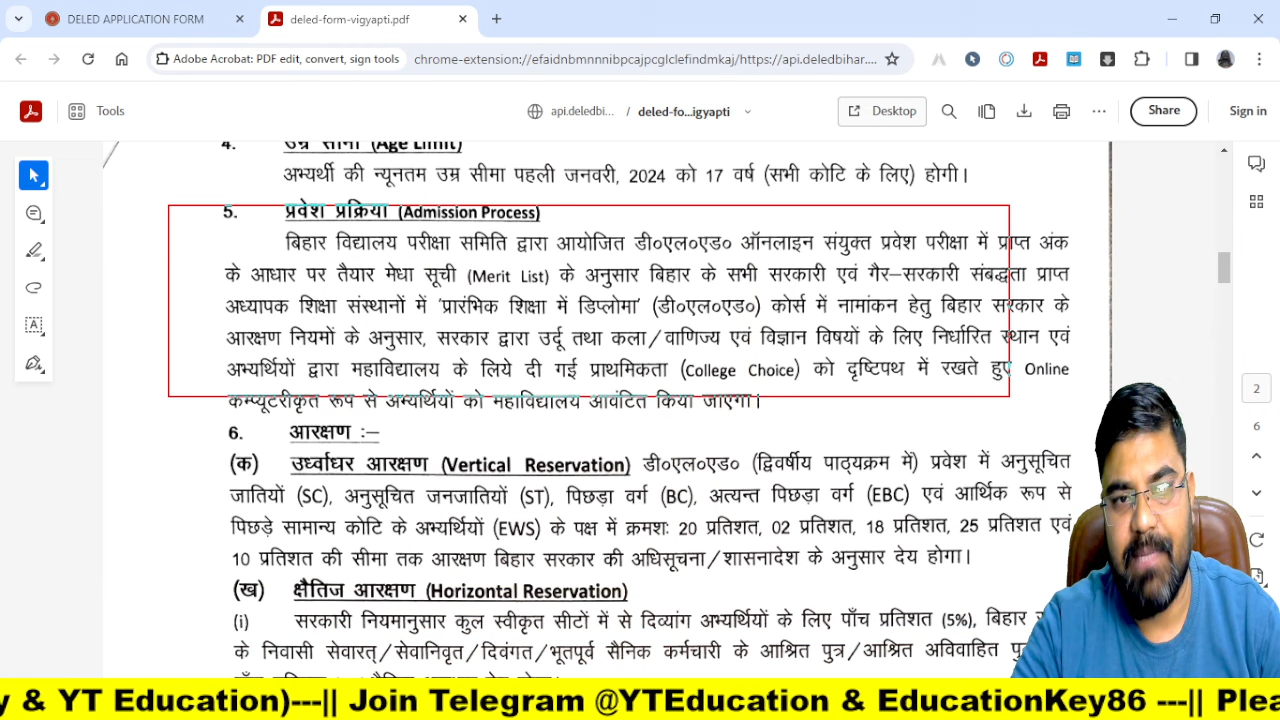 DELED APPLICATION FORM
deled-form-vigyapti.pdf
Adobe Acrobat: PDF edit, convert, sign tools
chrome-extension://efaidnbmnnnibpcajpcglclefindmkaj/https://api.deledbihar....
Tools
api.deledbi...
/ deled-fo...igyapti
Desktop
Share
Sign in
4. उम्र सीमा (Age Limit)
अभ्यर्थी की न्यूनतम उम्र सीमा पहली जनवरी, 2024 को 17 वर्ष (सभी कोटि के लिए) होगी।
5. प्रवेश प्रक्रिया (Admission Process)
बिहार विद्यालय परीक्षा समिति द्वारा आयोजित डी०एल०एड० ऑनलाइन संयुक्त प्रवेश परीक्षा में प्राप्त अंक
के आधार पर तैयार मेधा सूची (Merit List) के अनुसार बिहार के सभी सरकारी एवं गैर–सरकारी संबद्धता प्राप्त
अध्यापक शिक्षा संस्थानों में 'प्रारंभिक शिक्षा में डिप्लोमा' (डी०एल०एड०) कोर्स में नामांकन हेतु बिहार सरकार के
आरक्षण नियमों के अनुसार, सरकार द्वारा उर्दू तथा कला/वाणिज्य एवं विज्ञान विषयों के लिए निर्धारित स्थान एवं
अभ्यर्थियों द्वारा महाविद्यालय के लिये दी गई प्राथमिकता (College Choice) को दृष्टिपथ में रखते हुए Online
कम्प्यूटरीकृत रूप से अभ्यर्थियों को महाविद्यालय आवंटित किया जाएगा।
6. आरक्षण :–
(क) उर्ध्वाधर आरक्षण (Vertical Reservation) डी०एल०एड० (द्विवर्षीय पाठ्यक्रम में) प्रवेश में अनुसूचित
जातियों (SC), अनुसूचित जनजातियों (ST), पिछड़ा वर्ग (BC), अत्यन्त पिछड़ा वर्ग (EBC) एवं आर्थिक रूप से
पिछड़े सामान्य कोटि के अभ्यर्थियों (EWS) के पक्ष में क्रमशः 20 प्रतिशत, 02 प्रतिशत, 18 प्रतिशत, 25 प्रतिशत एवं
10 प्रतिशत की सीमा तक आरक्षण बिहार सरकार की अधिसूचना/शासनादेश के अनुसार देय होगा।
(ख) क्षैतिज आरक्षण (Horizontal Reservation)
(i) सरकारी नियमानुसार कुल स्वीकृत सीटों में से दिव्यांग अभ्यर्थियों के लिए पाँच प्रतिशत (5%), बिहार
के निवासी सेवारत्/सेवानिवृत/दिवंगत/भूतपूर्व सैनिक कर्मचारी के आश्रित पुत्र/आश्रित अविवाहित
2
6
y & YT Education)---|| Join Telegram @YTEducation & EducationKey86 ---|| Plea